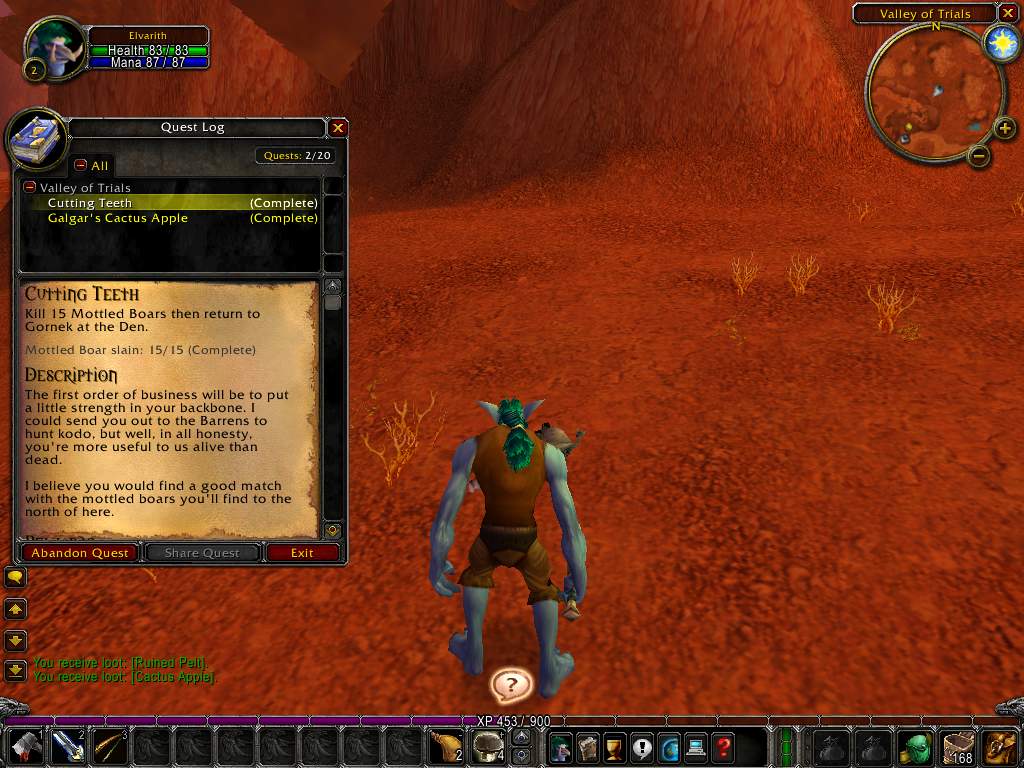 Elvarith
Health 83 / 83
Mana 87 / 87
2
Valley of Trials
N
Quest Log
Quests: 2/20
All
Valley of Trials
Cutting Teeth (Complete)
Galgar's Cactus Apple (Complete)
Cutting Teeth
Kill 15 Mottled Boars then return to
Gornek at the Den.
Mottled Boar slain: 15/15 (Complete)
Description
The first order of business will be to put
a little strength in your backbone. I
could send you out to the Barrens to
hunt kodo, but well, in all honesty,
you're more useful to us alive than
dead.
I believe you would find a good match
with the mottled boars you'll find to the
north of here.
Abandon Quest Share Quest Exit
You receive loot: [Ruined Pelt].
You receive loot: [Cactus Apple].
?
XP 453 / 900
1 2 3 2 4 ! ? 168